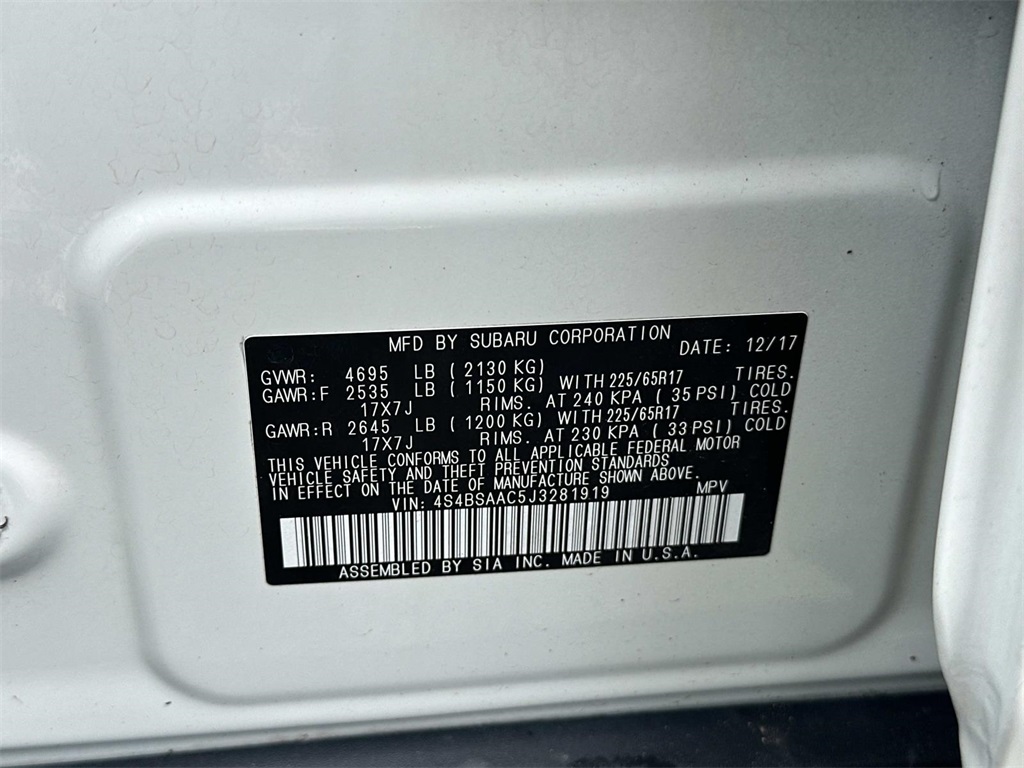 MFD BY SUBARU CORPORATION DATE: 12/17
GVWR: 4695 LB ( 2130 KG)
GAWR:F 2535 LB ( 1150 KG) WITH 225/65R17 TIRES.
17X7J RIMS. AT 240 KPA ( 35 PSI) COLD
GAWR:R 2645 LB ( 1200 KG) WITH 225/65R17 TIRES.
17X7J RIMS. AT 230 KPA ( 33 PSI) COLD
THIS VEHICLE CONFORMS TO ALL APPLICABLE FEDERAL MOTOR
VEHICLE SAFETY AND THEFT PREVENTION STANDARDS
IN EFFECT ON THE DATE OF MANUFACTURE SHOWN ABOVE.
VIN: 4S4BSAAC5J3281919 MPV
ASSEMBLED BY SIA INC. MADE IN U.S.A.